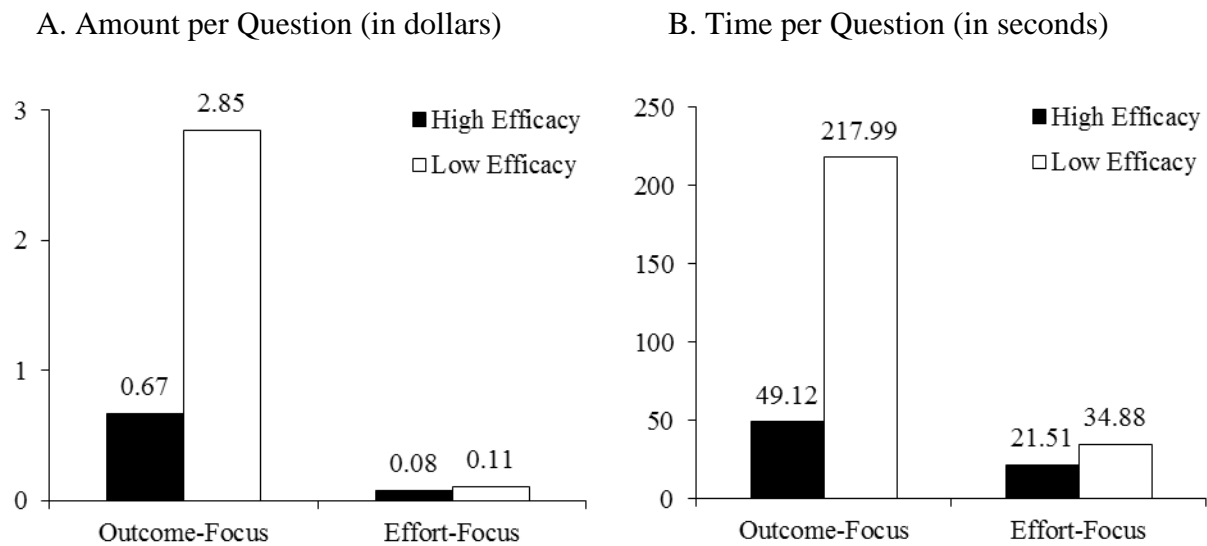 A. Amount per Question (in dollars)
3
2
1
0
2.85
0.67
0.08
0.11
High Efficacy
Low Efficacy
Outcome-Focus
Effort-Focus
B. Time per Question (in seconds)
250
200
150
100
50
0
217.99
49.12
21.51
34.88
High Efficacy
Low Efficacy
Outcome-Focus
Effort-Focus